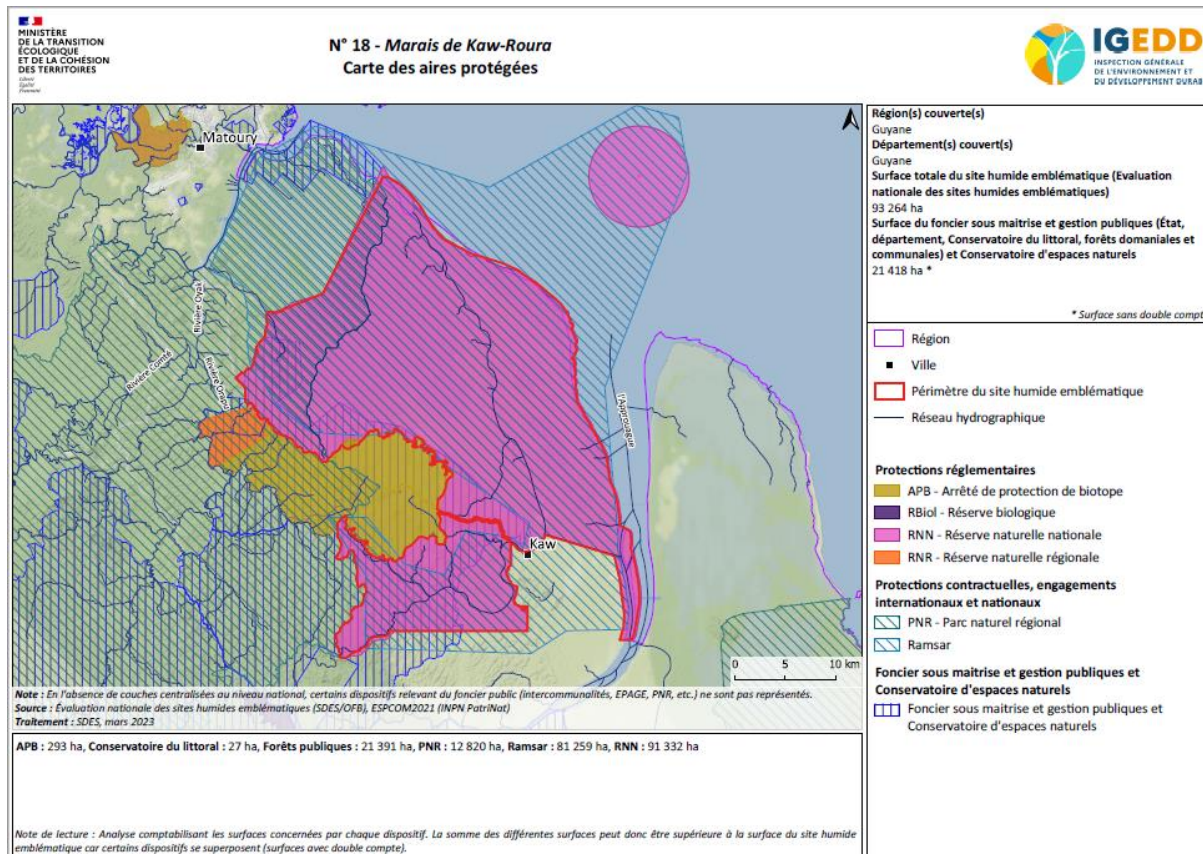 MINISTÈRE
DE LA TRANSITION
ÉCOLOGIQUE
ET DE LA COHÉSION
DES TERRITOIRES
Liberté
Égalité
Fraternité
N° 18 - Marais de Kaw-Roura
Carte des aires protégées
IGEDD
INSPECTION GÉNÉRALE
DE L'ENVIRONNEMENT ET
DU DÉVELOPPEMENT DURAB
Matoury
Rivière Oyak
Rivière Comté
Rivière Orapu
l'Approuague
Kaw
0 5 10 km
Note : En l'absence de couches centralisées au niveau national, certains dispositifs relevant du foncier public (intercommunalités, EPAGE, PNR, etc.) ne sont pas représentés.
Source : Évaluation nationale des sites humides emblématiques (SDES/OFB), ESPCOM2021 (INPN PatriNat)
Traitement : SDES, mars 2023
Région(s) couverte(s)
Guyane
Département(s) couvert(s)
Guyane
Surface totale du site humide emblématique (Evaluation
nationale des sites humides emblématiques)
93 264 ha
Surface du foncier sous maitrise et gestion publiques (État,
département, Conservatoire du littoral, forêts domaniales et
communales) et Conservatoire d'espaces naturels
21 418 ha *
* Surface sans double compt
Région
Ville
Périmètre du site humide emblématique
Réseau hydrographique
Protections réglementaires
APB - Arrêté de protection de biotope
RBiol - Réserve biologique
RNN - Réserve naturelle nationale
RNR - Réserve naturelle régionale
Protections contractuelles, engagements
internationaux et nationaux
PNR - Parc naturel régional
Ramsar
Foncier sous maitrise et gestion publiques et
Conservatoire d'espaces naturels
Foncier sous maitrise et gestion publiques et
Conservatoire d'espaces naturels
APB : 293 ha, Conservatoire du littoral : 27 ha, Forêts publiques : 21 391 ha, PNR : 12 820 ha, Ramsar : 81 259 ha, RNN : 91 332 ha
Note de lecture : Analyse comptabilisant les surfaces concernées par chaque dispositif. La somme des différentes surfaces peut donc être supérieure à la surface du site humide
emblématique car certains dispositifs se superposent (surfaces avec double compte).